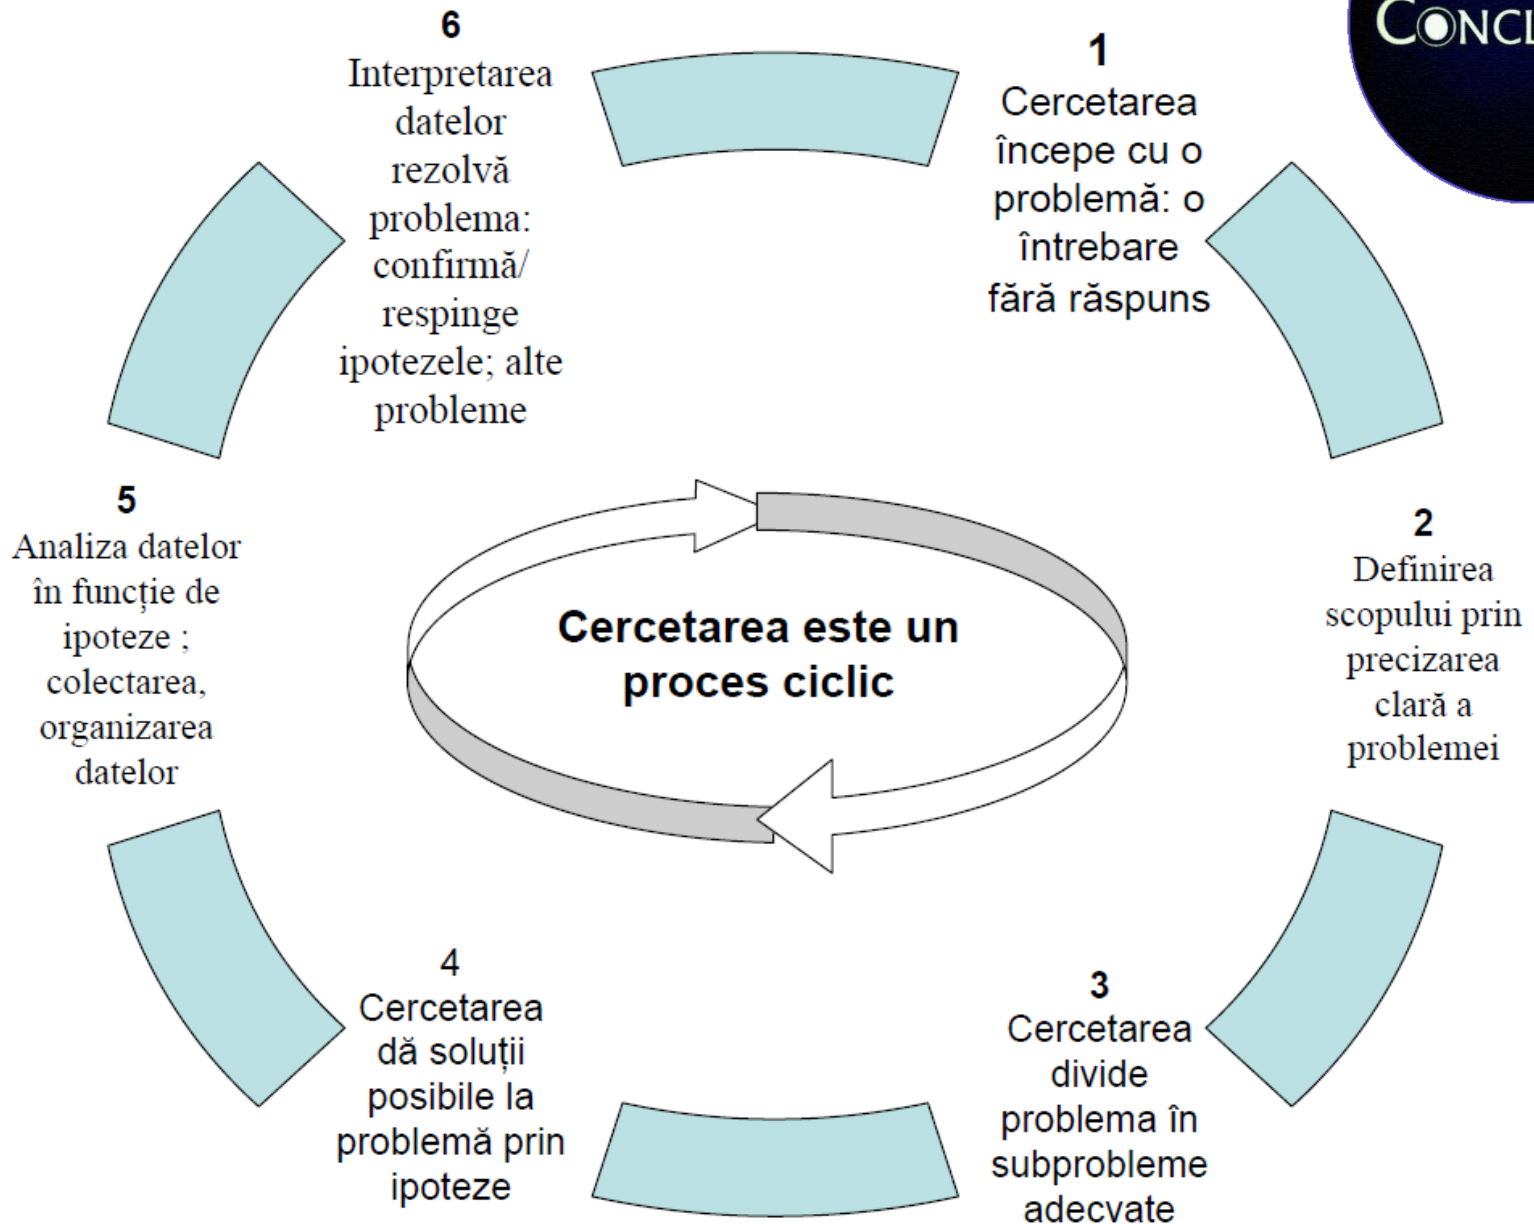 CONCL
1
Cercetarea
începe cu o
problemă: o
întrebare
fără răspuns
2
Definirea
scopului prin
precizarea
clară a
problemei
3
Cercetarea
divide
problema în
subprobleme
adecvate
4
Cercetarea
dă soluții
posibile la
problemă prin
ipoteze
5
Analiza datelor
în funcție de
ipoteze ;
colectarea,
organizarea
datelor
6
Interpretarea
datelor
rezolvă
problema:
confirmă/
respinge
ipotezele; alte
probleme
Cercetarea este un
proces ciclic